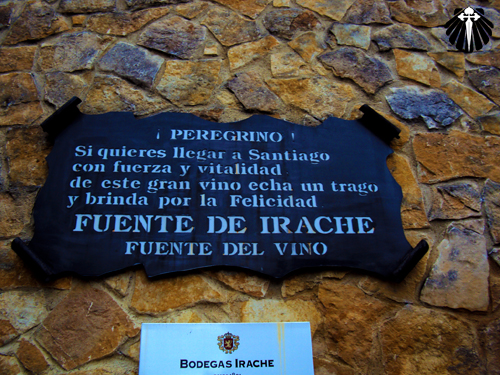 ¡ PEREGRINO !
Si quieres llegar a Santiago
con fuerza y vitalidad
de este gran vino echa un trago
y brinda por la Felicidad
FUENTE DE IRACHE
FUENTE DEL VINO
BODEGAS IRACHE